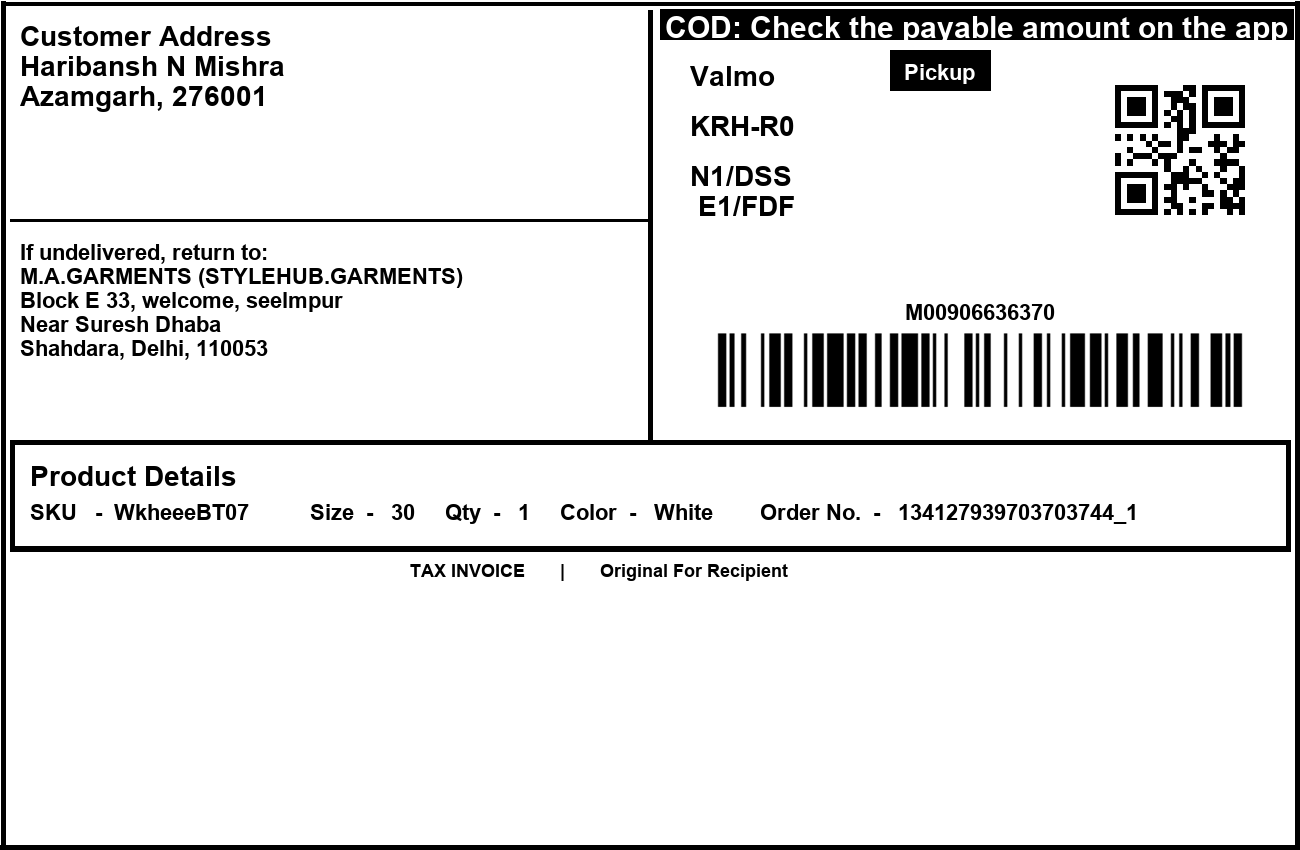 Customer Address
Haribansh N Mishra
Azamgarh, 276001
If undelivered, return to:
M.A.GARMENTS (STYLEHUB.GARMENTS)
Block E 33, welcome, seelmpur
Near Suresh Dhaba
Shahdara, Delhi, 110053
COD: Check the payable amount on the app
Valmo
Pickup
KRH-R0
N1/DSS
E1/FDF
M00906636370
Product Details
SKU - WkheeeBT07 Size - 30 Qty - 1 Color - White Order No. - 134127939703703744_1
TAX INVOICE | Original For Recipient